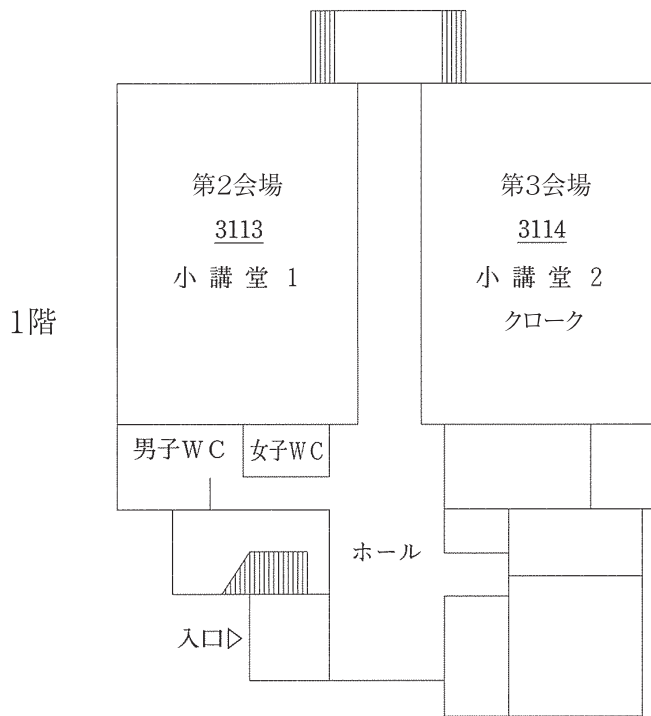 第2会場
3113
小講堂 1
第3会場
3114
小講堂 2
クローク
1階
男子WC
女子WC
ホール
入口▷